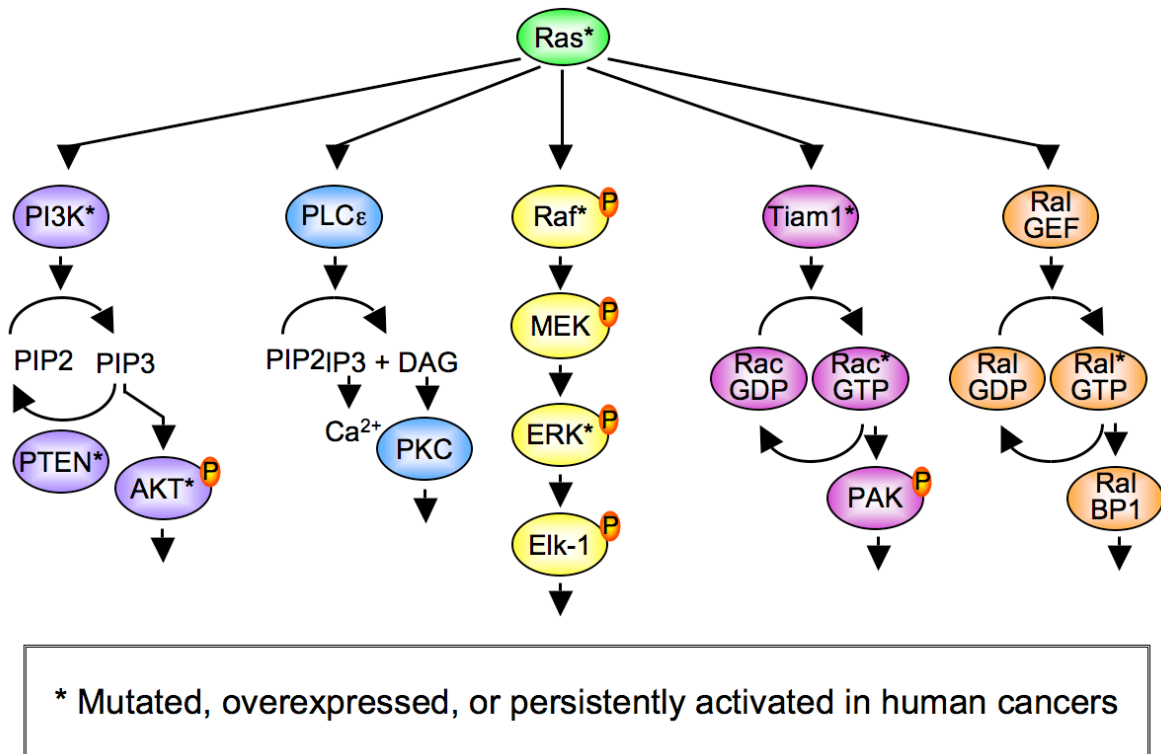 Ras*
PI3K*
PLCε
Raf* P
Tiam1*
Ral
GEF
MEK P
PIP2 PIP3
PIP2 IP3 + DAG
Rac
GDP
Rac*
GTP
Ral
GDP
Ral*
GTP
Ca2+
PKC
ERK* P
PTEN*
AKT* P
PAK P
Ral
BP1
Elk-1 P
* Mutated, overexpressed, or persistently activated in human cancers